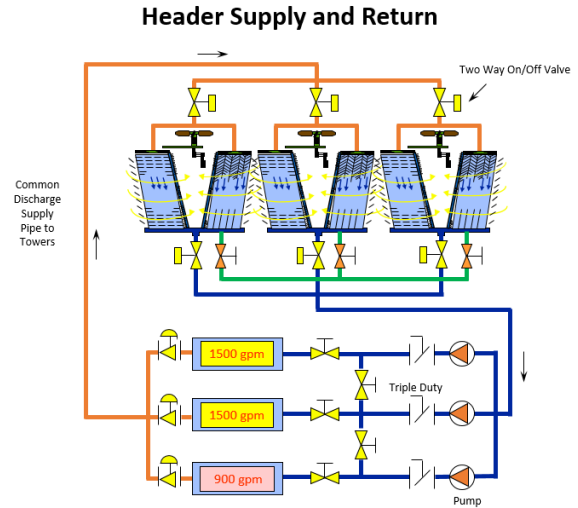 Header Supply and Return
Two Way On/Off Valve
Common
Discharge
Supply
Pipe to
Towers
1500 gpm
Triple Duty
1500 gpm
900 gpm
Pump